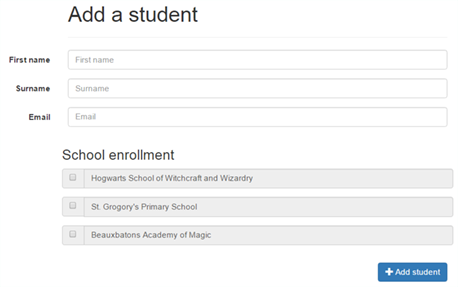 Add a student
First name First name
Surname Surname
Email Email
School enrollment
Hogwarts School of Witchcraft and Wizardry
St. Grogory's Primary School
Beauxbatons Academy of Magic
Add student